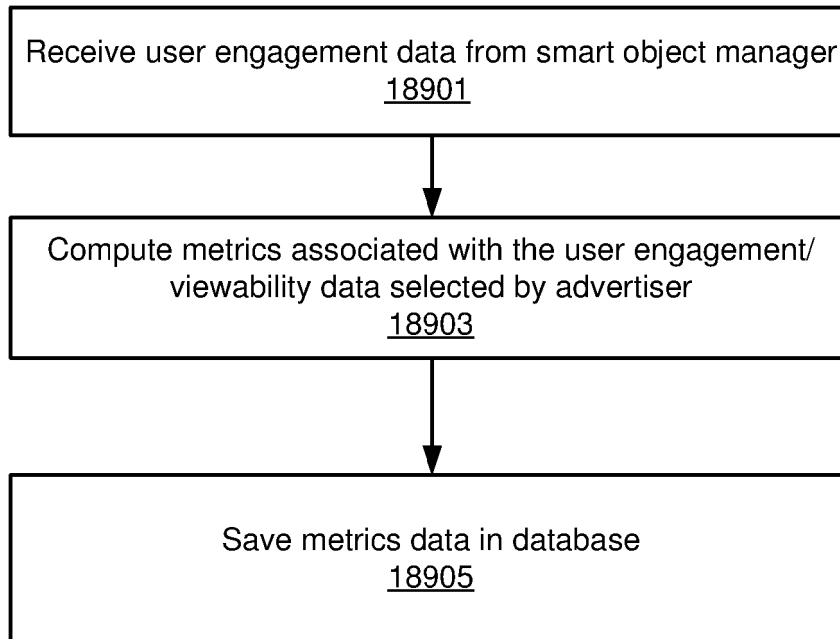 Receive user engagement data from smart object manager
18901
Compute metrics associated with the user engagement/
viewability data selected by advertiser
18903
Save metrics data in database
18905